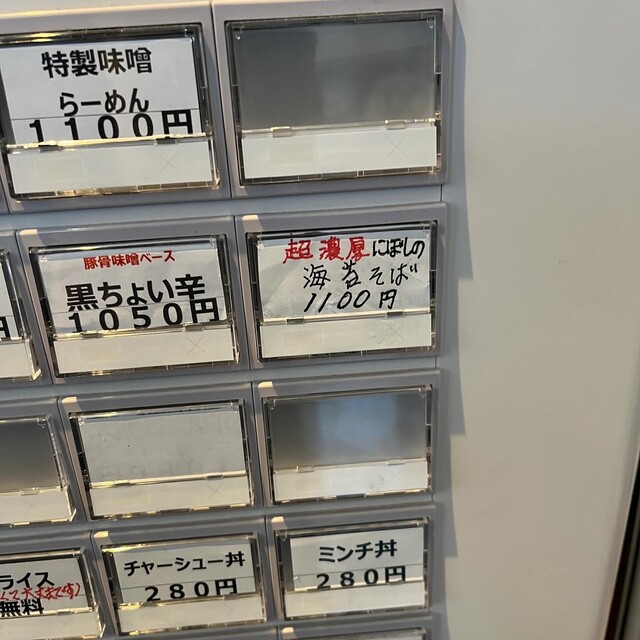 特製味噌
らーめん
1100円
豚骨味噌ベース
黒ちょい辛
1050円
超濃厚にぼしの
海苔そば
1100円
円
ライス
無料
チャーシュー丼
280円
ミンチ丼
280円